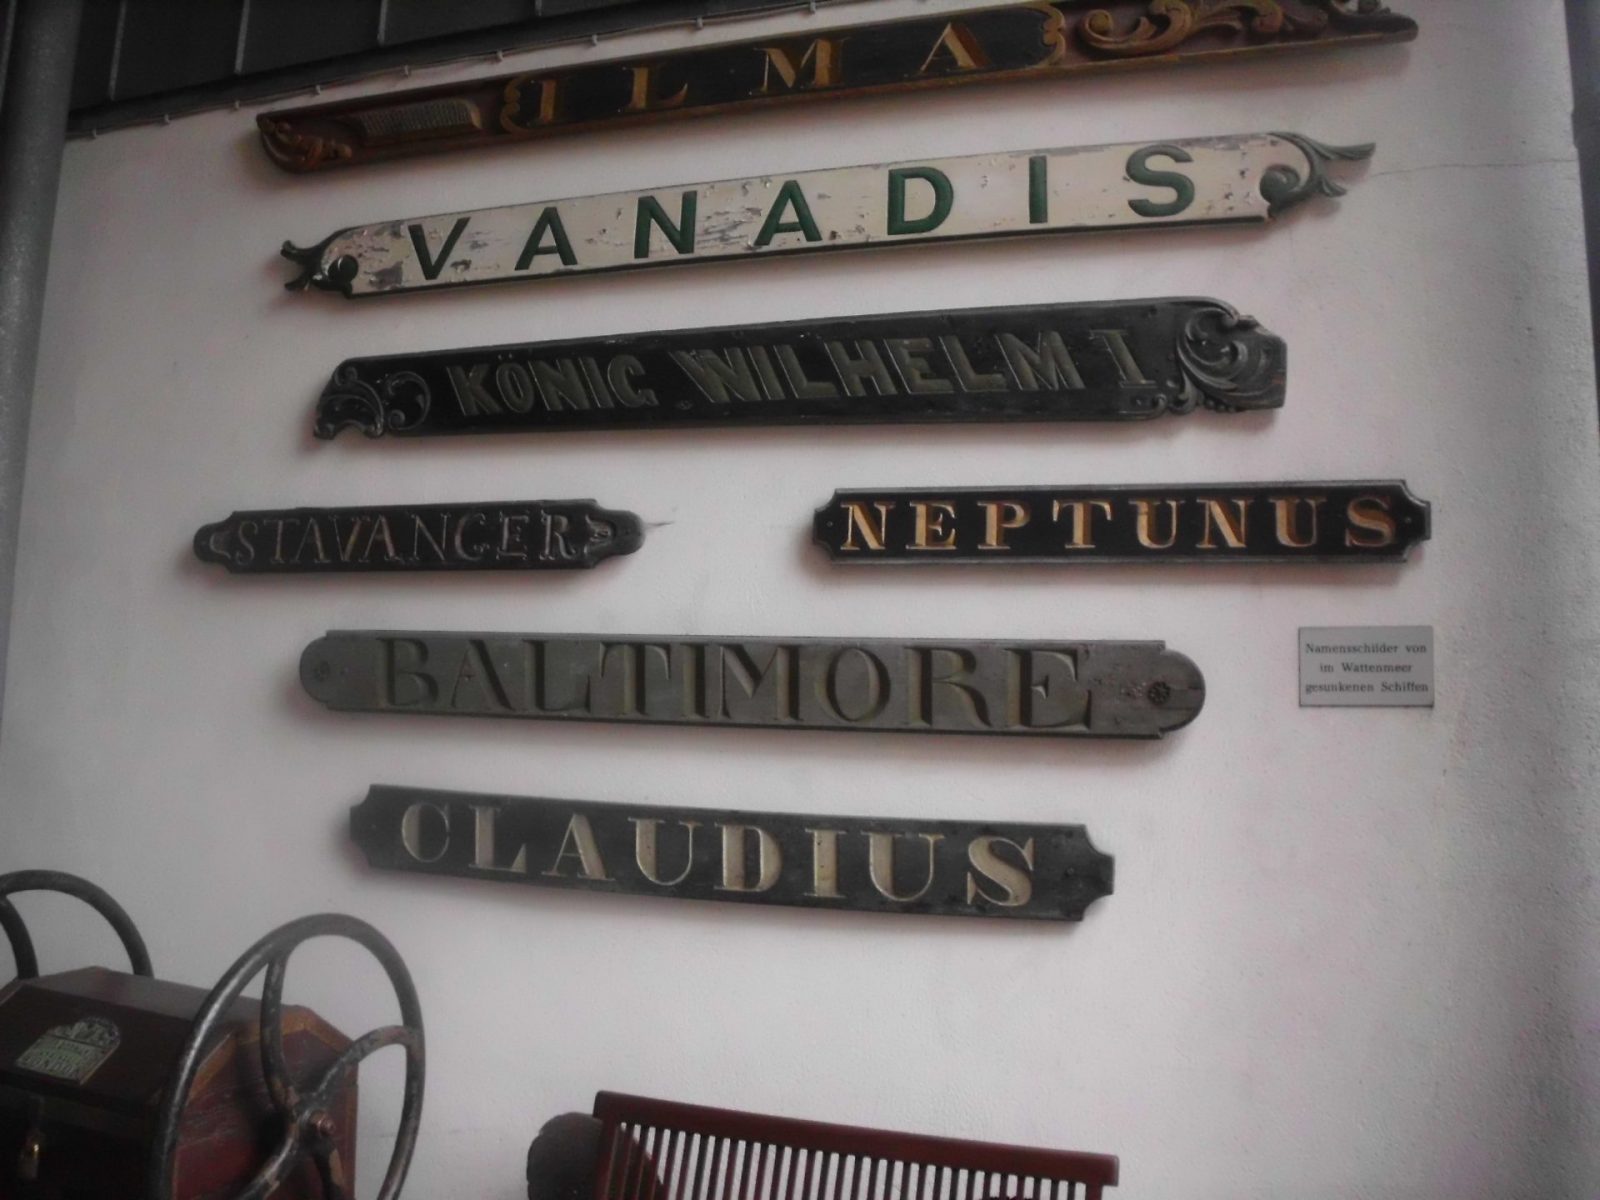 ILMA
VANADIS
KÖNIG WILHELM I
STAVANGER
NEPTUNUS
BALTIMORE
Namensschilder von
im Wattenmeer
gesunkenen Schiffen
CLAUDIUS